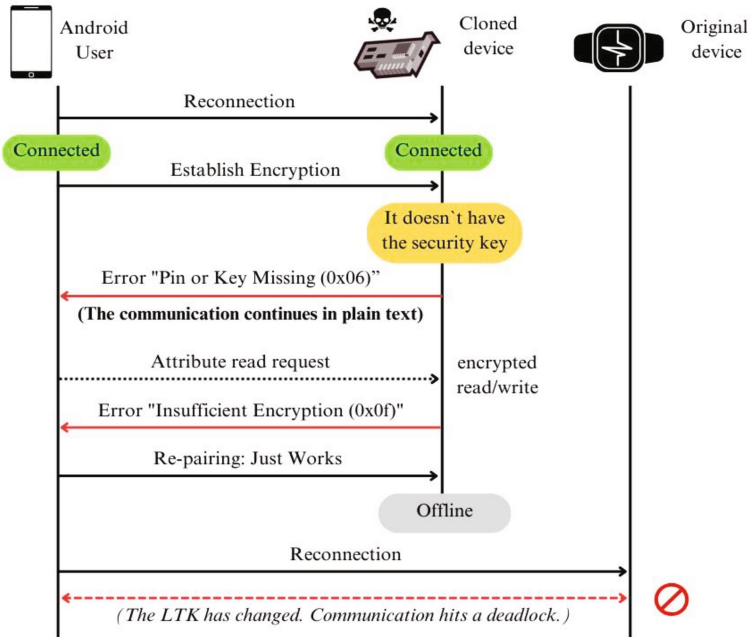 Android
User
Cloned
device
Original
device
Reconnection
Connected
Connected
Establish Encryption
It doesn`t have
the security key
Error "Pin or Key Missing (0x06)”
(The communication continues in plain text)
Attribute read request
encrypted
read/write
Error "Insufficient Encryption (0x0f)"
Re-pairing: Just Works
Offline
Reconnection
(The LTK has changed. Communication hits a deadlock.)